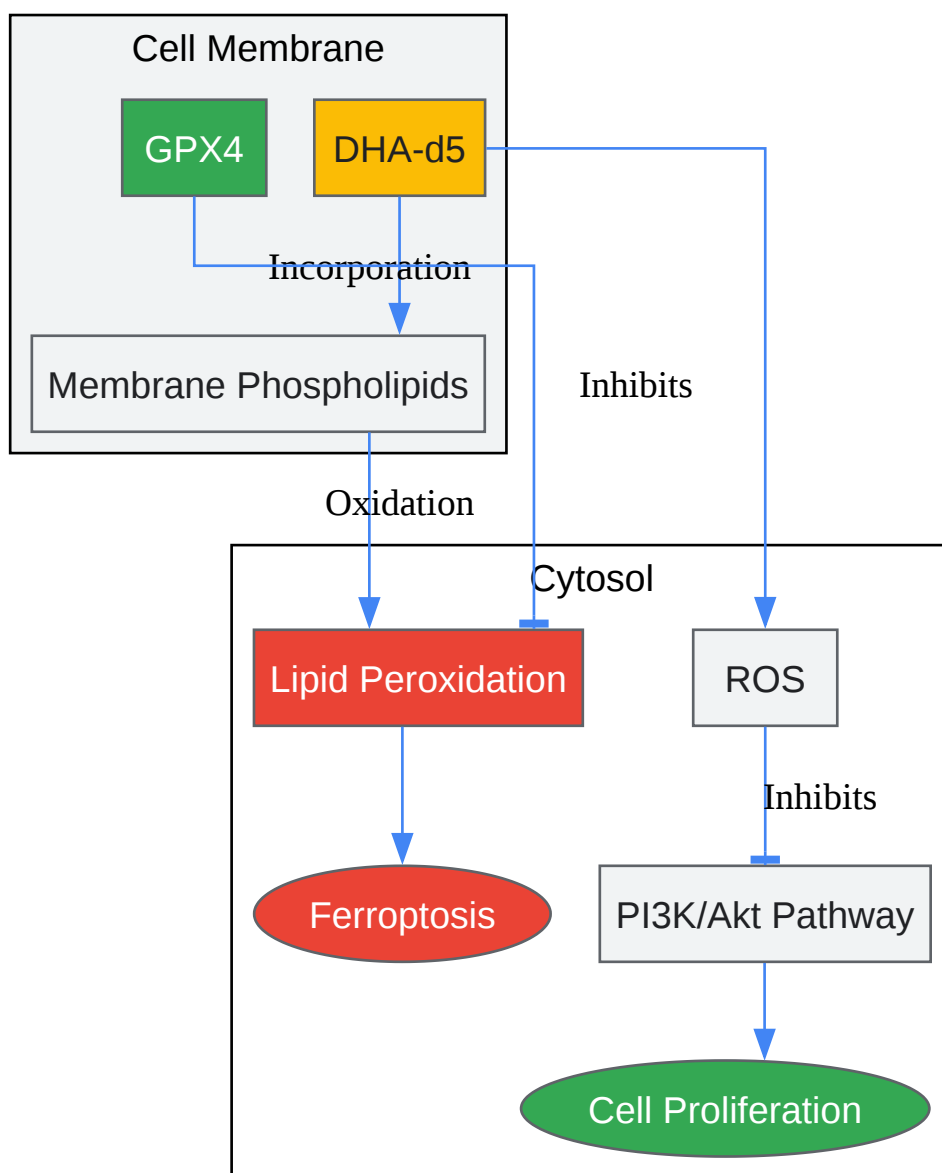 Cell Membrane
GPX4
DHA-d5
Incorporation
Membrane Phospholipids
Inhibits
Oxidation
Cytosol
Lipid Peroxidation
ROS
Inhibits
Ferroptosis
PI3K/Akt Pathway
Cell Proliferation